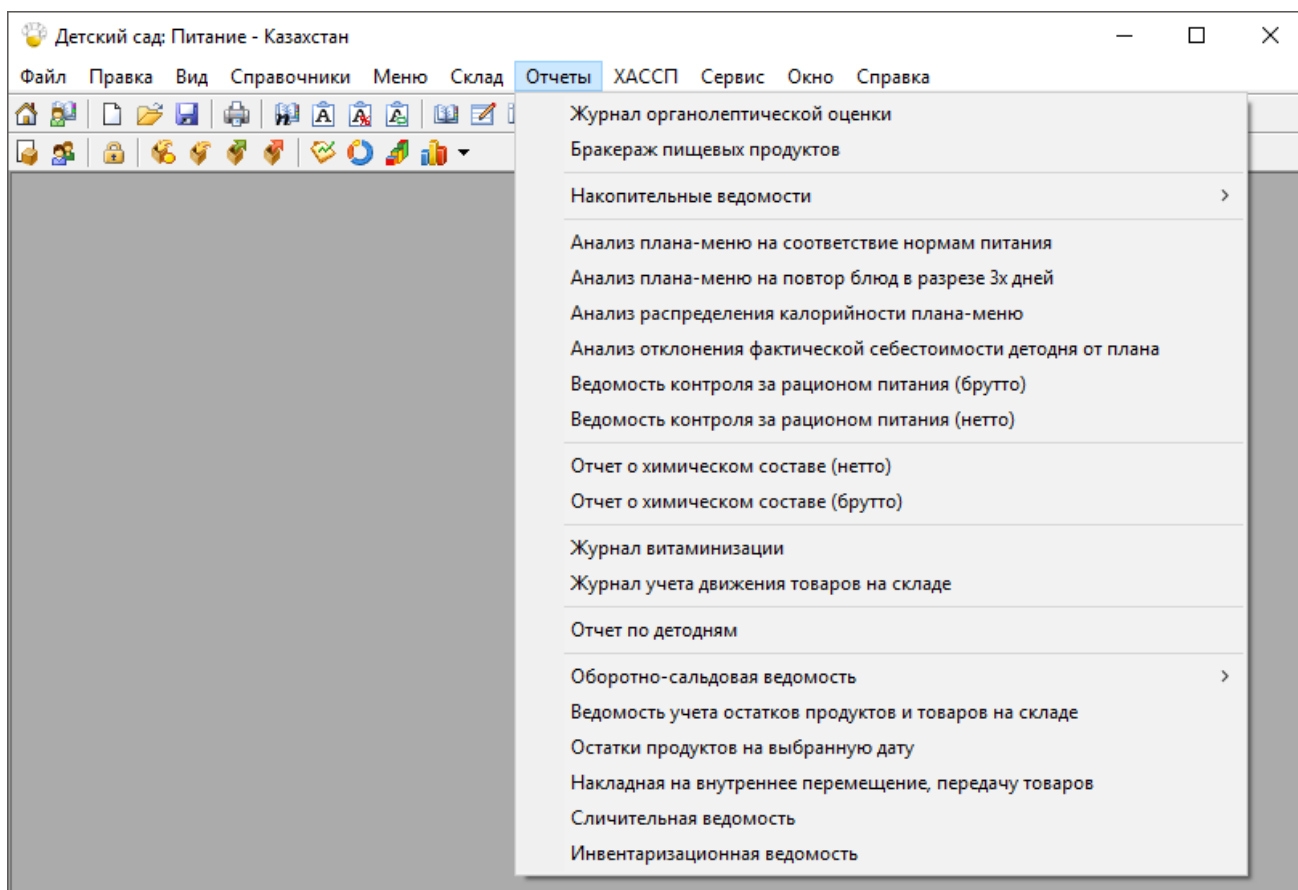 Детский сад: Питание - Казахстан
Файл Правка Вид Справочники Меню Склад Отчеты ХАССП Сервис Окно Справка
Журнал органолептической оценки
Бракераж пищевых продуктов
Накопительные ведомости
Анализ плана-меню на соответствие нормам питания
Анализ плана-меню на повтор блюд в разрезе 3х дней
Анализ распределения калорийности плана-меню
Анализ отклонения фактической себестоимости детодня от плана
Ведомость контроля за рационом питания (брутто)
Ведомость контроля за рационом питания (нетто)
Отчет о химическом составе (нетто)
Отчет о химическом составе (брутто)
Журнал витаминизации
Журнал учета движения товаров на складе
Отчет по детодням
Оборотно-сальдовая ведомость
Ведомость учета остатков продуктов и товаров на складе
Остатки продуктов на выбранную дату
Накладная на внутреннее перемещение, передачу товаров
Сличительная ведомость
Инвентаризационная ведомость